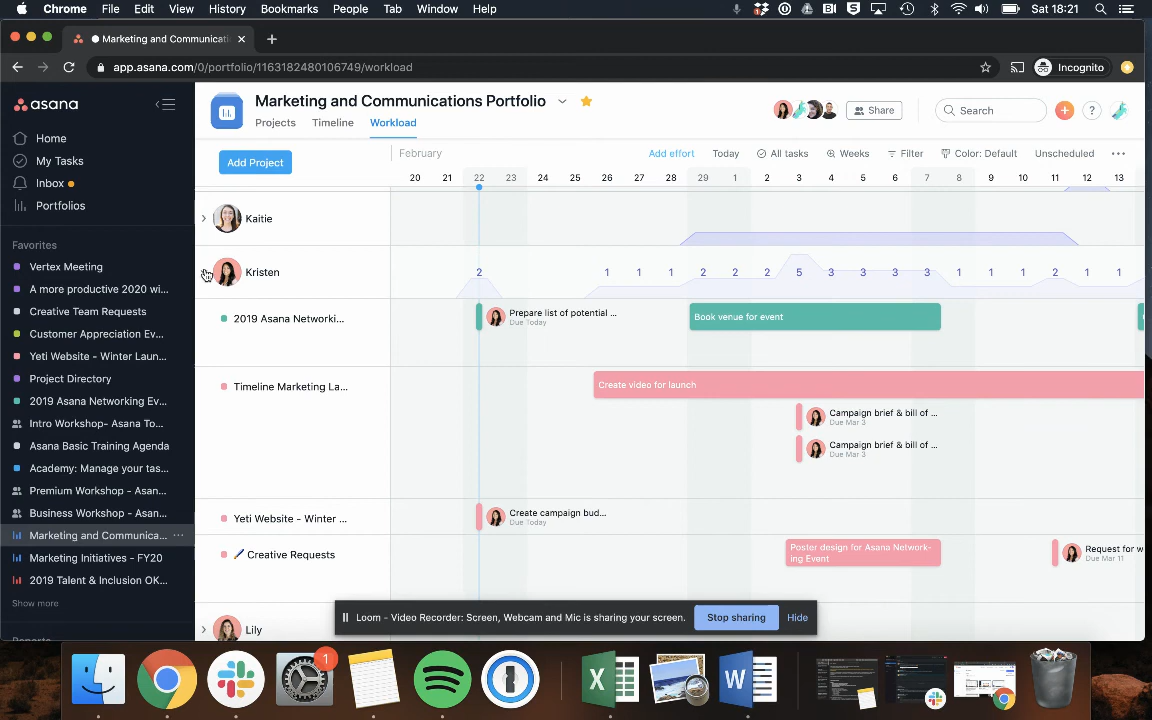 Chrome File Edit View History Bookmarks People Tab Window Help Sat 18:21
Marketing and Communicati
app.asana.com/0/portfolio/1163182480106749/workload
Incognito
asana
Marketing and Communications Portfolio
Share
Search
Projects Timeline Workload
Home
My Tasks
Inbox
Portfolios
Add Project
February
Add effort Today All tasks Weeks Filter Color: Default Unscheduled
20 21 22 23 24 25 26 27 28 29 1 2 3 4 5 6 7 8 9 10 11 12 13
Favorites
Vertex Meeting
A more productive 2020 wi...
Creative Team Requests
Customer Appreciation Ev...
Yeti Website - Winter Laun...
Project Directory
2019 Asana Networking Ev...
Intro Workshop- Asana To...
Asana Basic Training Agenda
Academy: Manage your tas...
Premium Workshop - Asan...
Business Workshop - Asan...
Marketing and Communica...
Marketing Initiatives - FY20
2019 Talent & Inclusion OK...
Show more
Reports
Kaitie
Kristen
2 1 1 1 2 2 2 5 3 3 3 3 1 1 1 2 1 1
2019 Asana Networki...
Prepare list of potential ...
Due Today
Book venue for event
Timeline Marketing La...
Create video for launch
Campaign brief & bill of ...
Due Mar 3
Campaign brief & bill of ...
Due Mar 3
Yeti Website - Winter ...
Create campaign bud...
Due Today
Creative Requests
Poster design for Asana Network-
ing Event
Request for w
Due Mar 11
Lily
Loom - Video Recorder: Screen, Webcam and Mic is sharing your screen.
Stop sharing
Hide
1